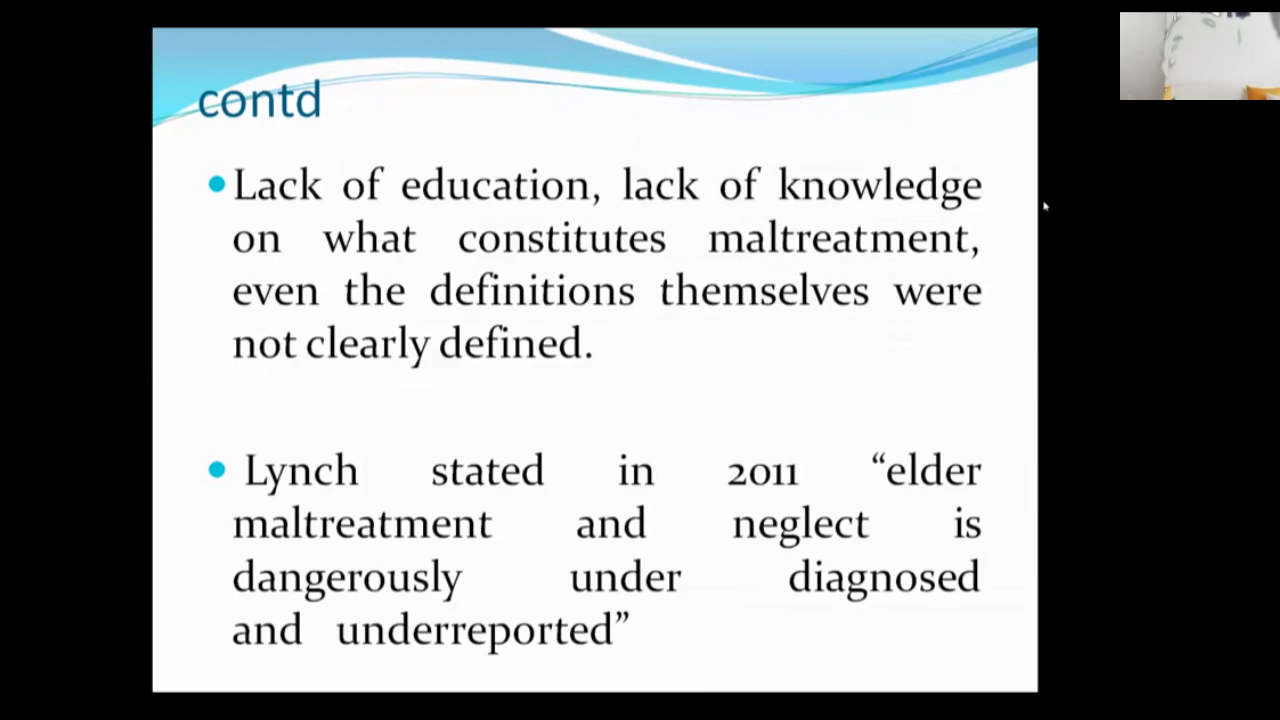 contd
Lack of education, lack of knowledge
on what constitutes maltreatment,
even the definitions themselves were
not clearly defined.
Lynch stated in 2011 “elder
maltreatment and neglect is
dangerously under diagnosed
and underreported”